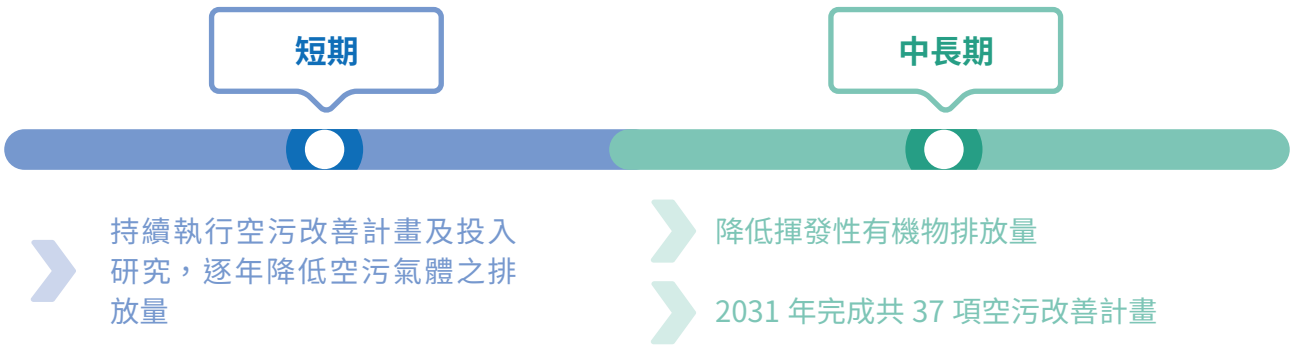 短期
持續執行空污改善計畫及投入
研究，逐年降低空污氣體之排
放量
中長期
降低揮發性有機物排放量
2031 年完成共 37 項空污改善計畫